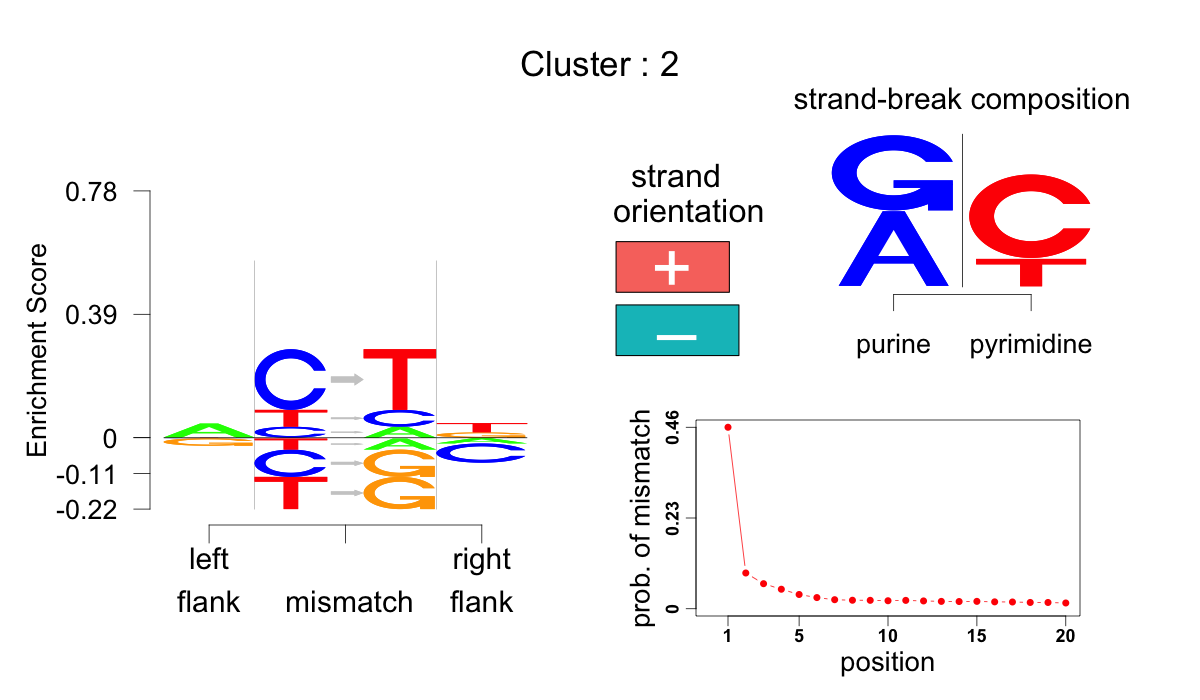 Cluster : 2
strand-break composition
G
A
C
T
purine pyrimidine
strand
orientation
+
−
Enrichment Score
0.78
0.39
0
-0.11
-0.22
A
G
C T
T C
C A
T A
C G
T G
T
G
A
C
left mismatch right
flank flank
prob. of mismatch
0.46
0.23
0
1 5 10 15 20
position